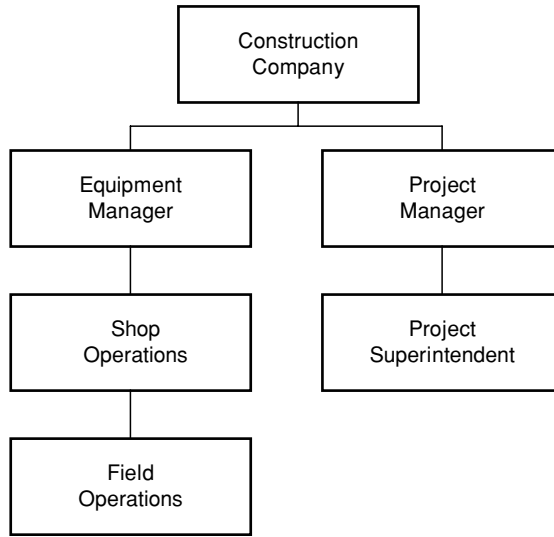 Construction
Company
Equipment
Manager
Project
Manager
Shop
Operations
Project
Superintendent
Field
Operations